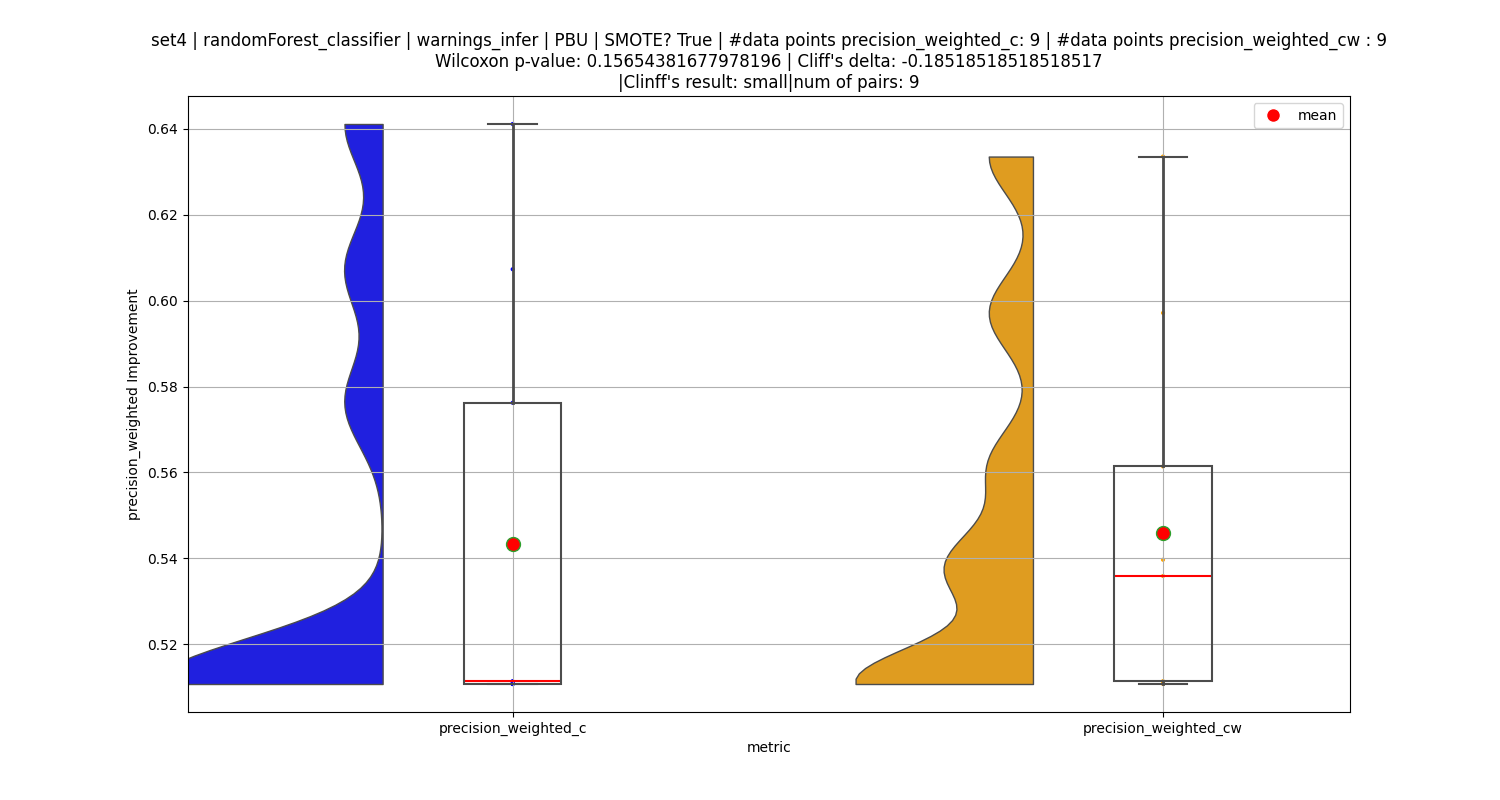 set4 | randomForest_classifier | warnings_infer | PBU | SMOTE? True | #data points precision_weighted_c: 9 | #data points precision_weighted_cw : 9
Wilcoxon p-value: 0.15654381677978196 | Cliff's delta: -0.18518518518518517
|Clinff's result: small|num of pairs: 9
mean
0.64
0.62
0.60
0.58
0.56
0.54
0.52
precision_weighted Improvement
precision_weighted_c
precision_weighted_cw
metric